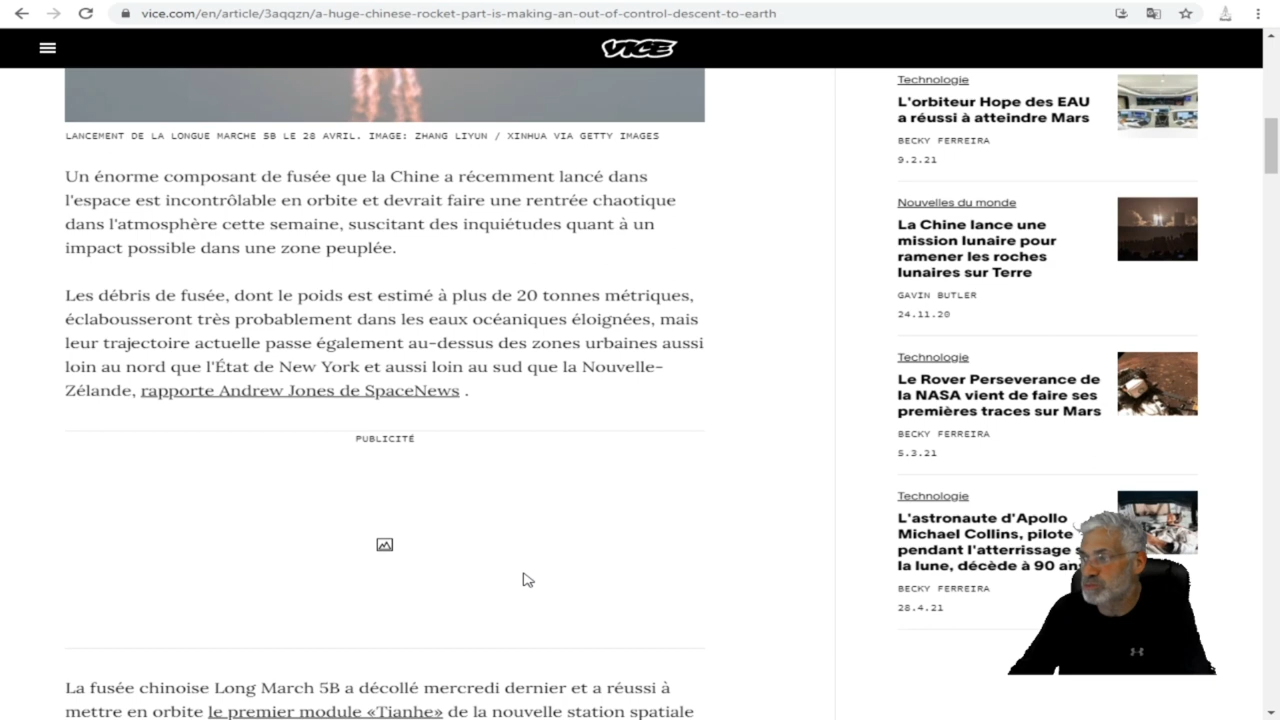 vice.com/en/article/3aqqzn/a-huge-chinese-rocket-part-is-making-an-out-of-control-descent-to-earth
VICE
LANCEMENT DE LA LONGUE MARCHE 5B LE 28 AVRIL. IMAGE: ZHANG LIYUN / XINHUA VIA GETTY IMAGES
Un énorme composant de fusée que la Chine a récemment lancé dans
l'espace est incontrôlable en orbite et devrait faire une rentrée chaotique
dans l'atmosphère cette semaine, suscitant des inquiétudes quant à un
impact possible dans une zone peuplée.
Les débris de fusée, dont le poids est estimé à plus de 20 tonnes métriques,
éclabousseront très probablement dans les eaux océaniques éloignées, mais
leur trajectoire actuelle passe également au-dessus des zones urbaines aussi
loin au nord que l'État de New York et aussi loin au sud que la Nouvelle-
Zélande, rapporte Andrew Jones de SpaceNews .
PUBLICITÉ
La fusée chinoise Long March 5B a décollé mercredi dernier et a réussi à
mettre en orbite le premier module «Tianhe» de la nouvelle station spatiale
Technologie
L'orbiteur Hope des EAU
a réussi à atteindre Mars
BECKY FERREIRA
9.2.21
Nouvelles du monde
La Chine lance une
mission lunaire pour
ramener les roches
lunaires sur Terre
GAVIN BUTLER
24.11.20
Technologie
Le Rover Perseverance de
la NASA vient de faire ses
premières traces sur Mars
BECKY FERREIRA
5.3.21
Technologie
L'astronaute d'Apollo
Michael Collins, pilote
pendant l'atterrissage
la lune, décède à 90
BECKY FERREIRA
28.4.21